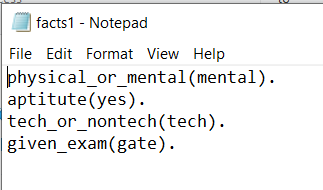 facts1 - Notepad
File Edit Format View Help
physical_or_mental(mental).
aptitute(yes).
tech_or_nontech(tech).
given_exam(gate).